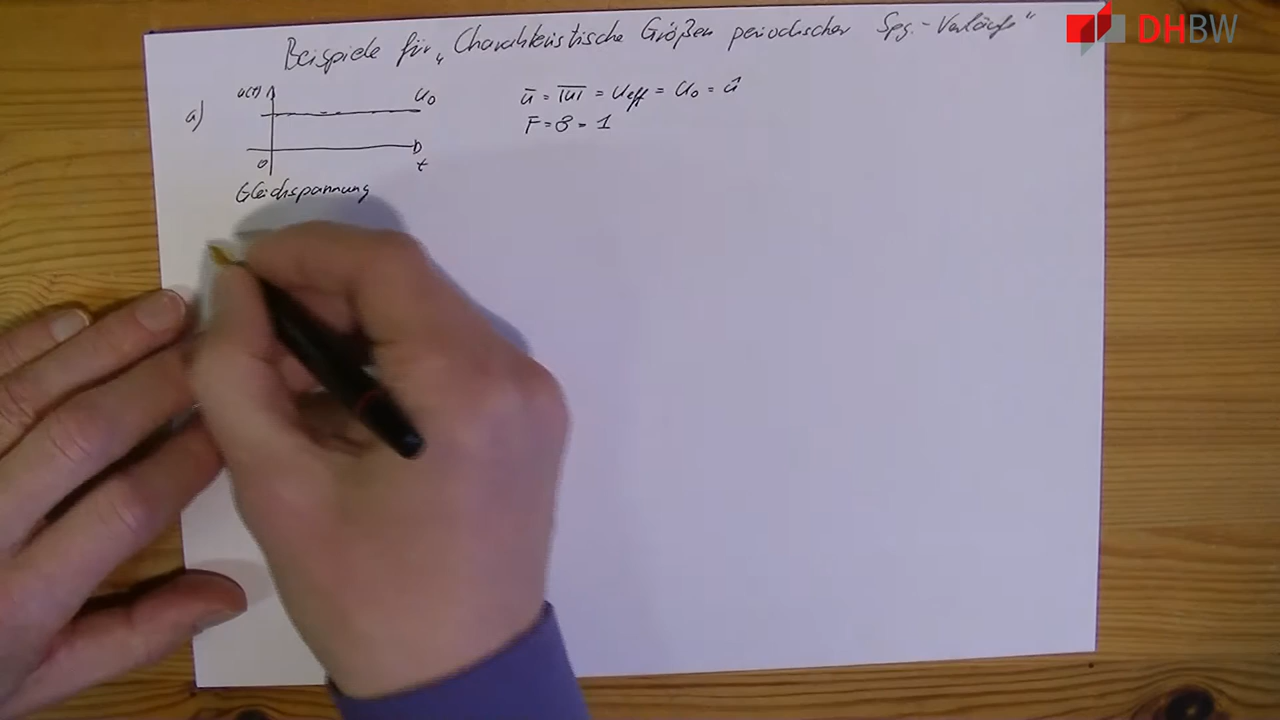 DHBW
Beispiele für „Charakteristische Größen periodischer Spg.-Verläufe“
a)
u(t)
U₀
0
t
Gleichspannung
ū = |ū| = Ueff = U₀ = û
F = S = 1